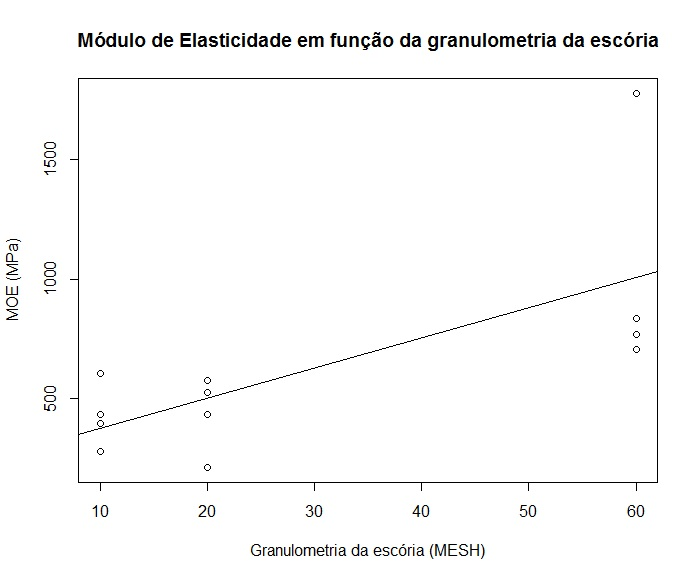 Módulo de Elasticidade em função da granulometria da escória
MOE (MPa)
1500
1000
500
10 20 30 40 50 60
Granulometria da escória (MESH)